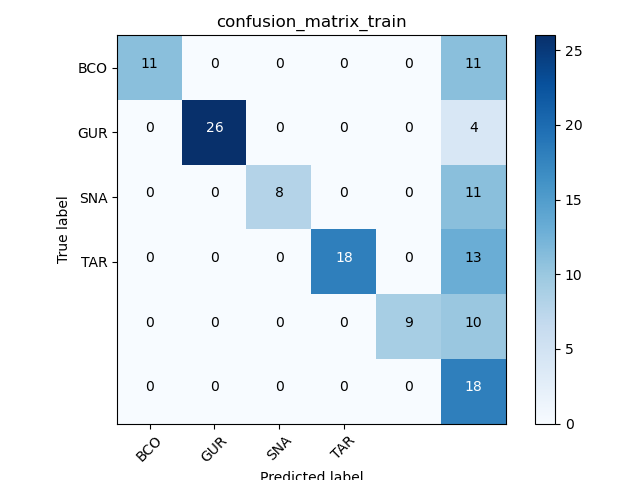 confusion_matrix_train
BCO 11 0 0 0 0 11
GUR 0 26 0 0 0 4
SNA 0 0 8 0 0 11
TAR 0 0 0 18 0 13
0 0 0 0 9 10
0 0 0 0 0 18
True label
BCO GUR SNA TAR
Predicted label
25
20
15
10
5
0